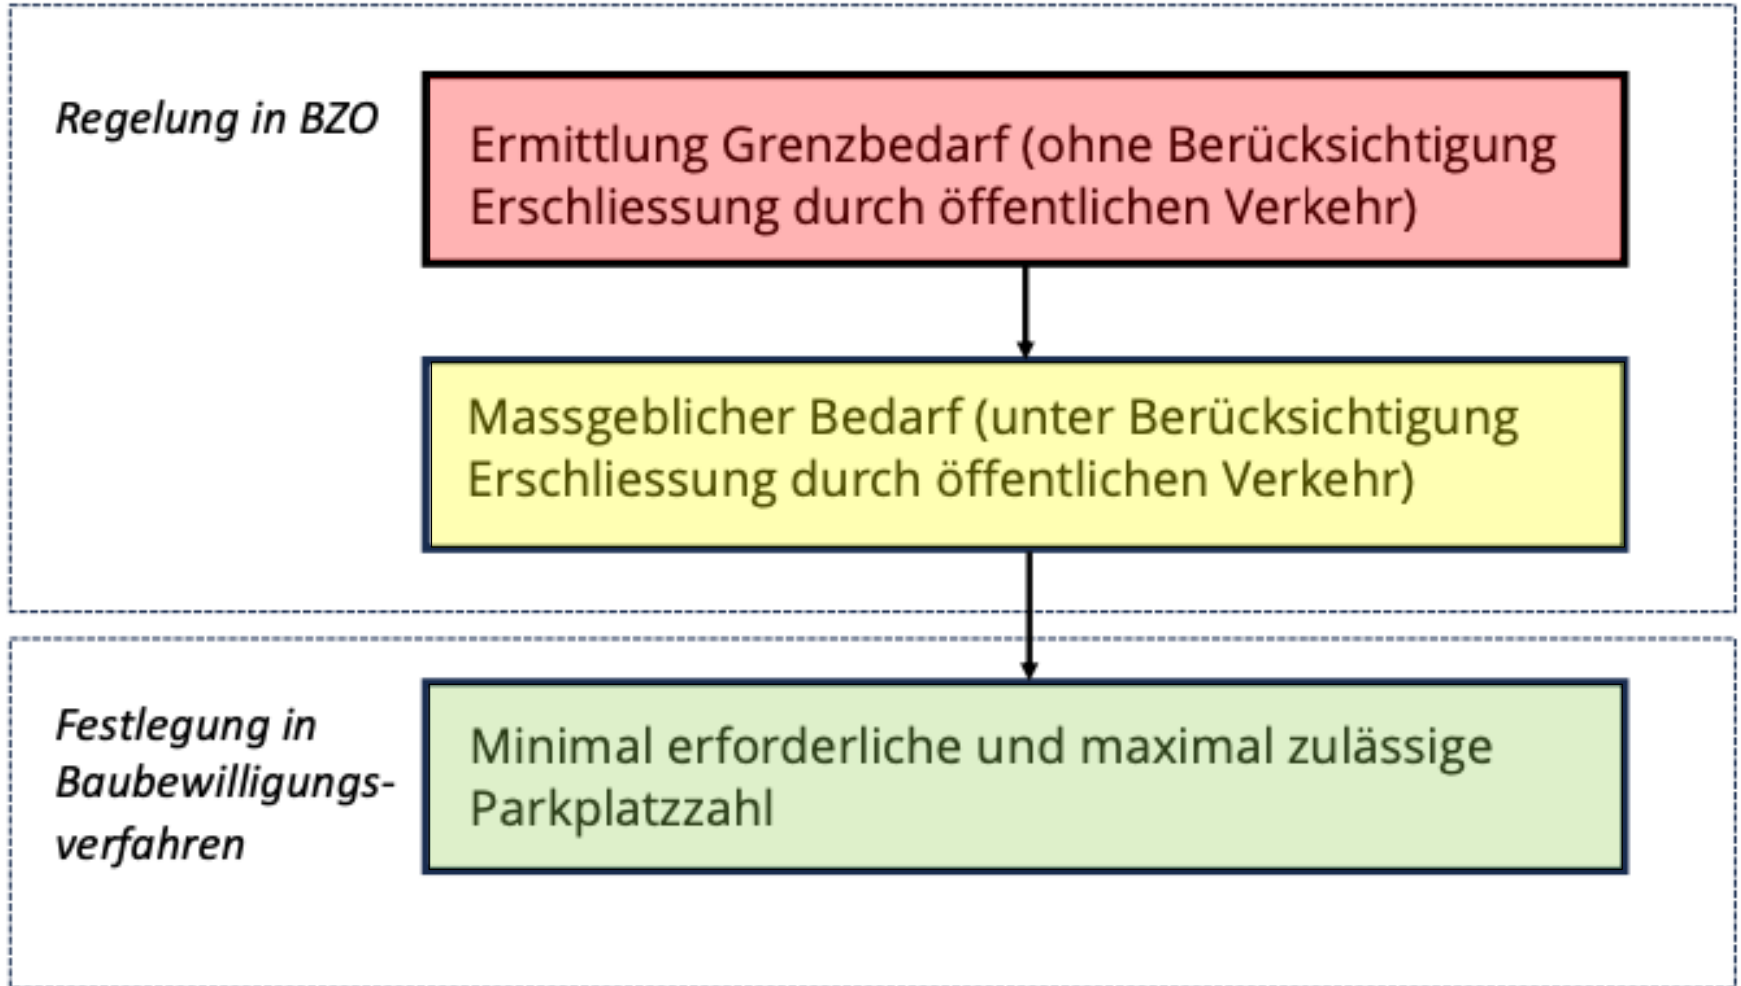 Regelung in BZO
Ermittlung Grenzbedarf (ohne Berücksichtigung
Erschliessung durch öffentlichen Verkehr)
Massgeblicher Bedarf (unter Berücksichtigung
Erschliessung durch öffentlichen Verkehr)
Festlegung in
Baubewilligungs-
verfahren
Minimal erforderliche und maximal zulässige
Parkplatzzahl